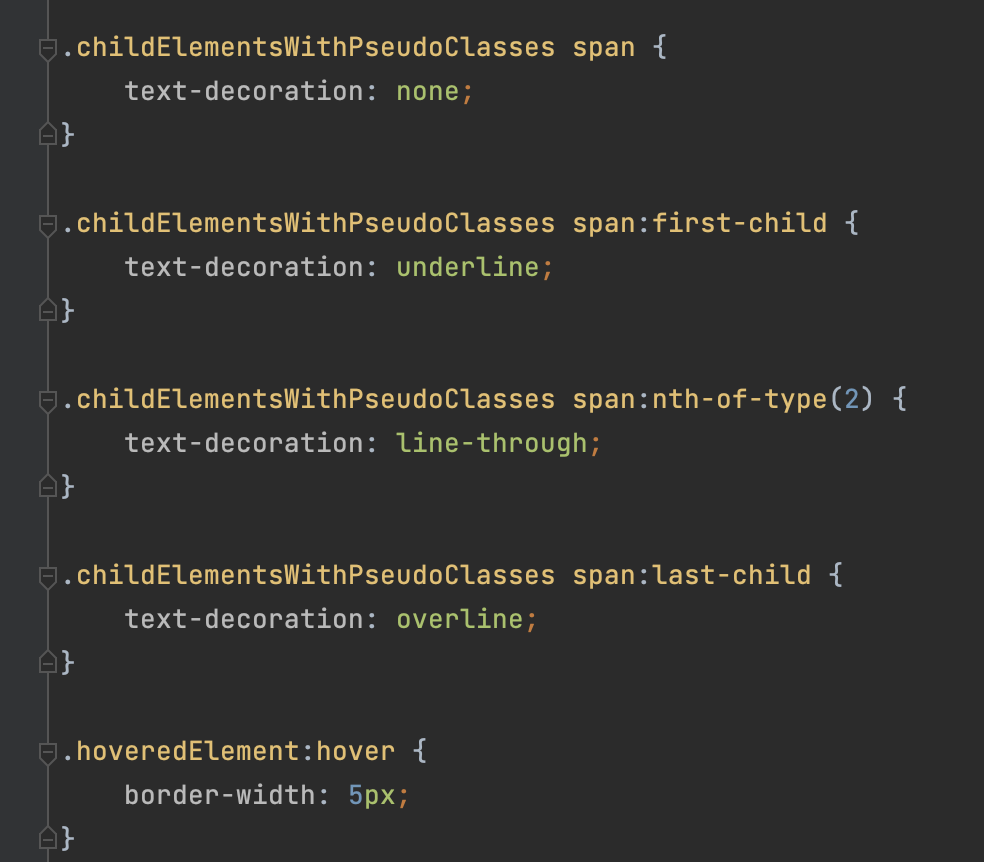 .childElementsWithPseudoClasses span {
    text-decoration: none;
}

.childElementsWithPseudoClasses span:first-child {
    text-decoration: underline;
}

.childElementsWithPseudoClasses span:nth-of-type(2) {
    text-decoration: line-through;
}

.childElementsWithPseudoClasses span:last-child {
    text-decoration: overline;
}

.hoveredElement:hover {
    border-width: 5px;
}